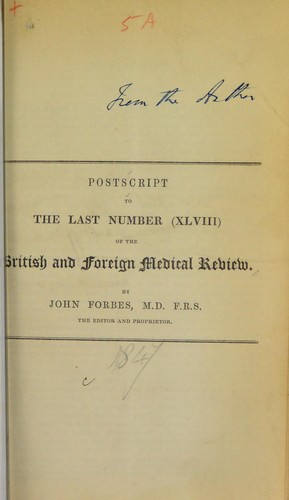 5A
From the Author
POSTSCRIPT
TO
THE LAST NUMBER (XLVIII)
OF THE
British and Foreign Medical Review.
BY
JOHN FORBES, M.D. F.R.S.
THE EDITOR AND PROPRIETOR.
1847